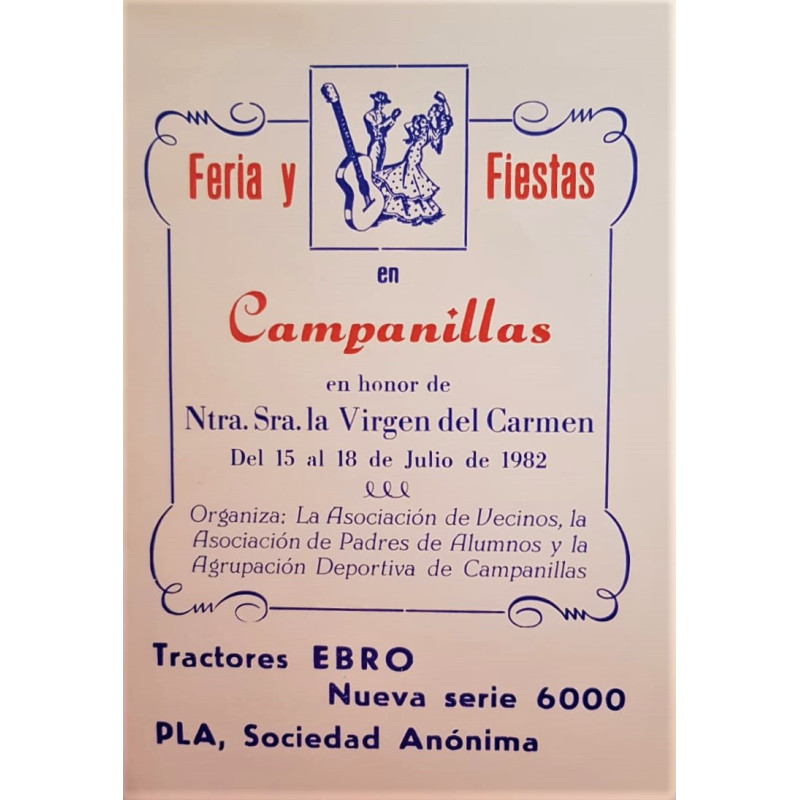 Feria y Fiestas
en
Campanillas
en honor de
Ntra. Sra. la Virgen del Carmen
Del 15 al 18 de Julio de 1982
Organiza: La Asociación de Vecinos, la
Asociación de Padres de Alumnos y la
Agrupación Deportiva de Campanillas
Tractores EBRO
Nueva serie 6000
PLA, Sociedad Anónima